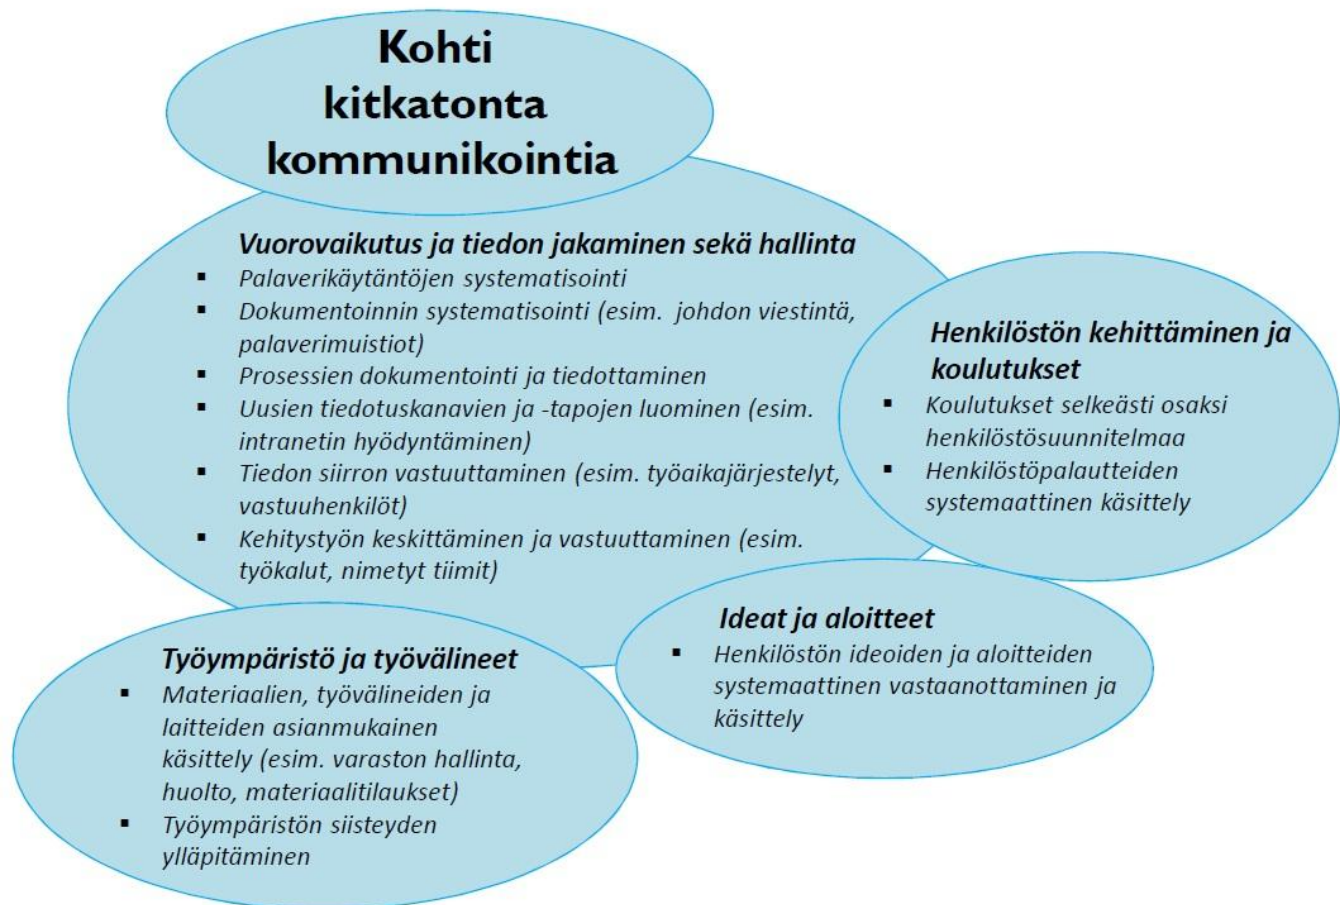 Kohti
kitkatonta
kommunikointia
Vuorovaikutus ja tiedon jakaminen sekä hallinta
▪ Palaverikäytäntöjen systematisointi
▪ Dokumentoinnin systematisointi (esim. johdon viestintä,
palaverimuistiot)
▪ Prosessien dokumentointi ja tiedottaminen
▪ Uusien tiedotuskanavien ja -tapojen luominen (esim.
intranetin hyödyntäminen)
▪ Tiedon siirron vastuuttaminen (esim. työaikajärjestelyt,
vastuuhenkilöt)
▪ Kehitystyön keskittäminen ja vastuuttaminen (esim.
työkalut, nimetyt tiimit)
Henkilöstön kehittäminen ja
koulutukset
▪ Koulutukset selkeästi osaksi
henkilöstösuunnitelmaa
▪ Henkilöstöpalautteiden
systemaattinen käsittely
Ideat ja aloitteet
▪ Henkilöstön ideoiden ja aloitteiden
systemaattinen vastaanottaminen ja
käsittely
Työympäristö ja työvälineet
▪ Materiaalien, työvälineiden ja
laitteiden asianmukainen
käsittely (esim. varaston hallinta,
huolto, materiaalitilaukset)
▪ Työympäristön siisteyden
ylläpitäminen